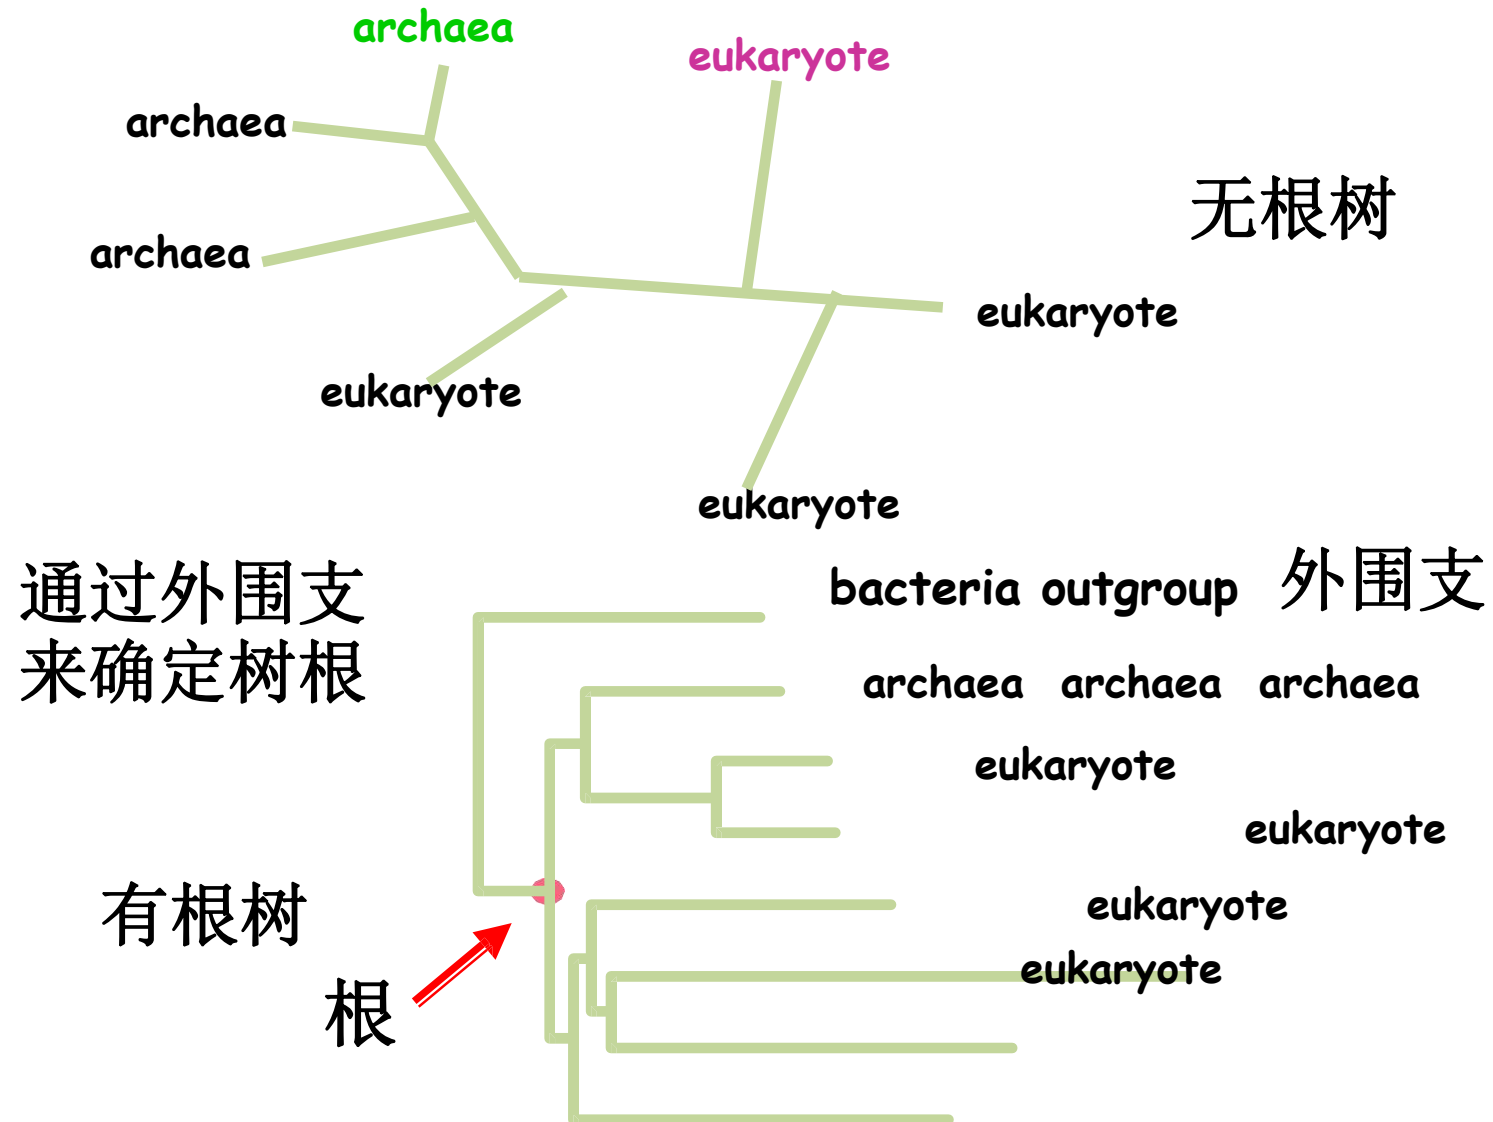 archaea
eukaryote
archaea
无根树
archaea
eukaryote
eukaryote
eukaryote
通过外围支
来确定树根
bacteria outgroup 外围支
archaea archaea archaea
eukaryote
eukaryote
有根树
eukaryote
eukaryote
根